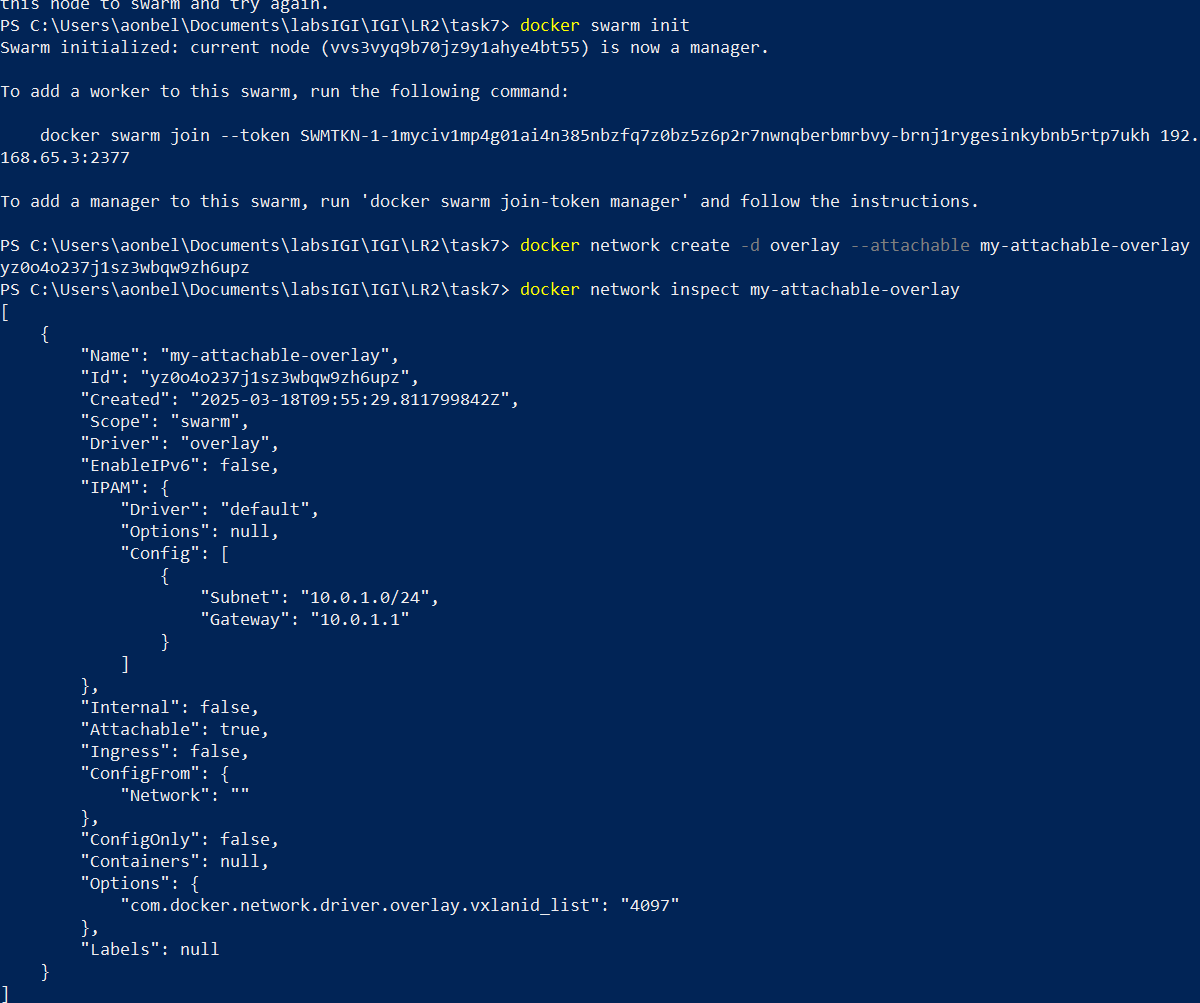 this node to swarm and try again.
PS C:\Users\aonbel\Documents\labsIGI\IGI\LR2\task7> docker swarm init
Swarm initialized: current node (vvs3vyq9b70jz9y1ahye4bt55) is now a manager.
To add a worker to this swarm, run the following command:
    docker swarm join --token SWMTKN-1-1myciv1mp4g01ai4n385nbzfq7z0bz5z6p2r7nwnqberbmrbvy-brnj1rygesinkybnb5rtp7ukh 192.
168.65.3:2377
To add a manager to this swarm, run 'docker swarm join-token manager' and follow the instructions.
PS C:\Users\aonbel\Documents\labsIGI\IGI\LR2\task7> docker network create -d overlay --attachable my-attachable-overlay
yz0o4o237j1sz3wbqw9zh6upz
PS C:\Users\aonbel\Documents\labsIGI\IGI\LR2\task7> docker network inspect my-attachable-overlay
[
    {
        "Name": "my-attachable-overlay",
        "Id": "yz0o4o237j1sz3wbqw9zh6upz",
        "Created": "2025-03-18T09:55:29.811799842Z",
        "Scope": "swarm",
        "Driver": "overlay",
        "EnableIPv6": false,
        "IPAM": {
            "Driver": "default",
            "Options": null,
            "Config": [
                {
                    "Subnet": "10.0.1.0/24",
                    "Gateway": "10.0.1.1"
                }
            ]
        },
        "Internal": false,
        "Attachable": true,
        "Ingress": false,
        "ConfigFrom": {
            "Network": ""
        },
        "ConfigOnly": false,
        "Containers": null,
        "Options": {
            "com.docker.network.driver.overlay.vxlanid_list": "4097"
        },
        "Labels": null
    }
]